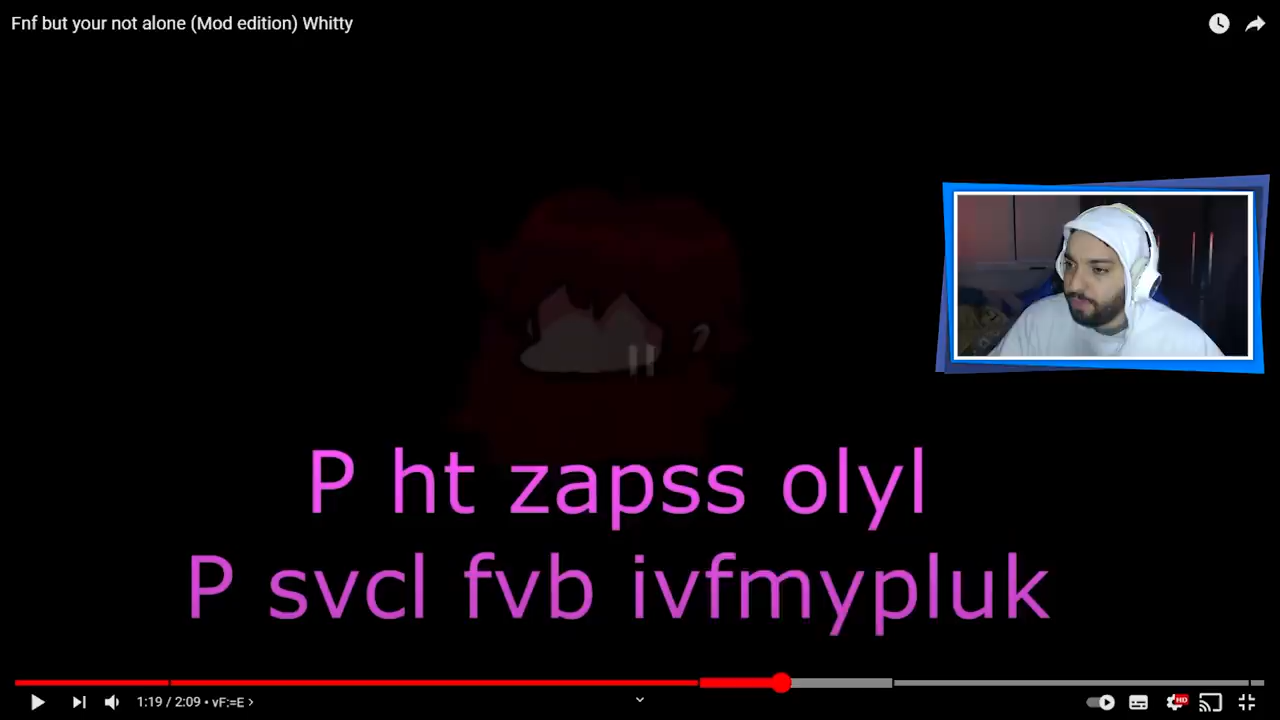 Fnf but your not alone (Mod edition) Whitty
P ht zapss olyl
P svcl fvb ivfmypluk
1:19 / 2:09 • vF:=E >
HD